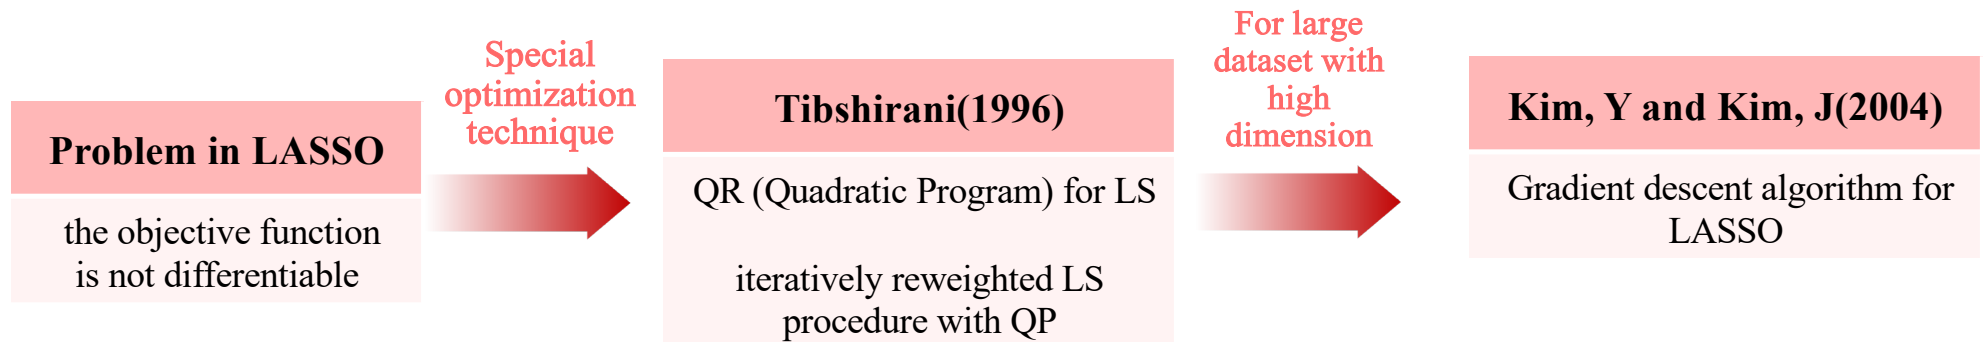 Problem in LASSO
the objective function
is not differentiable
Special
optimization
technique
Tibshirani(1996)
QR (Quadratic Program) for LS
iteratively reweighted LS
procedure with QP
For large
dataset with
high
dimension
Kim, Y and Kim, J(2004)
Gradient descent algorithm for
LASSO